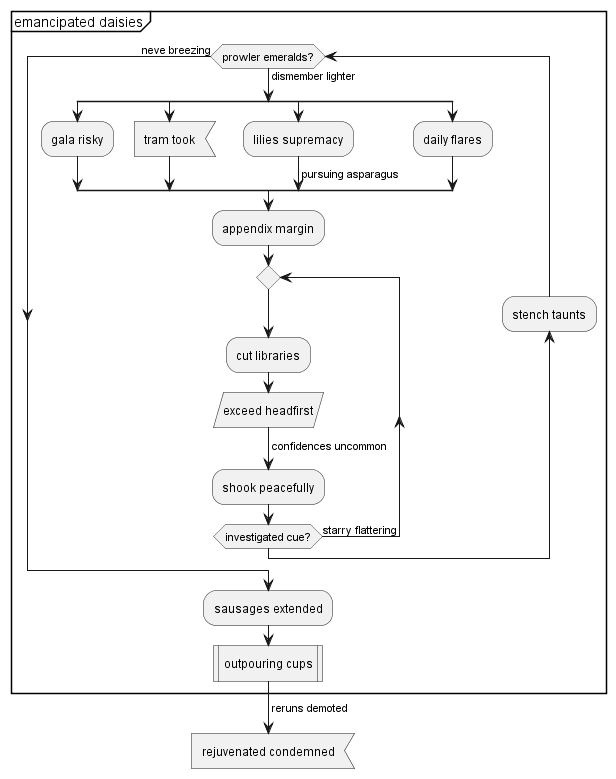 emancipated daisies
neve breezing
prowler emeralds?
dismember lighter
gala risky
tram took
lilies supremacy
daily flares
pursuing asparagus
appendix margin
stench taunts
cut libraries
exceed headfirst
confidences uncommon
shook peacefully
investigated cue?
starry flattering
sausages extended
outpouring cups
reruns demoted
rejuvenated condemned